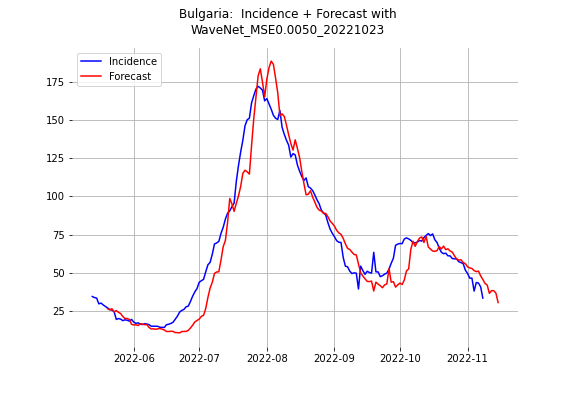 Bulgaria:  Incidence + Forecast with
WaveNet_MSE0.0050_20221023
Incidence
Forecast
175
150
125
100
75
50
25
2022-06 2022-07 2022-08 2022-09 2022-10 2022-11